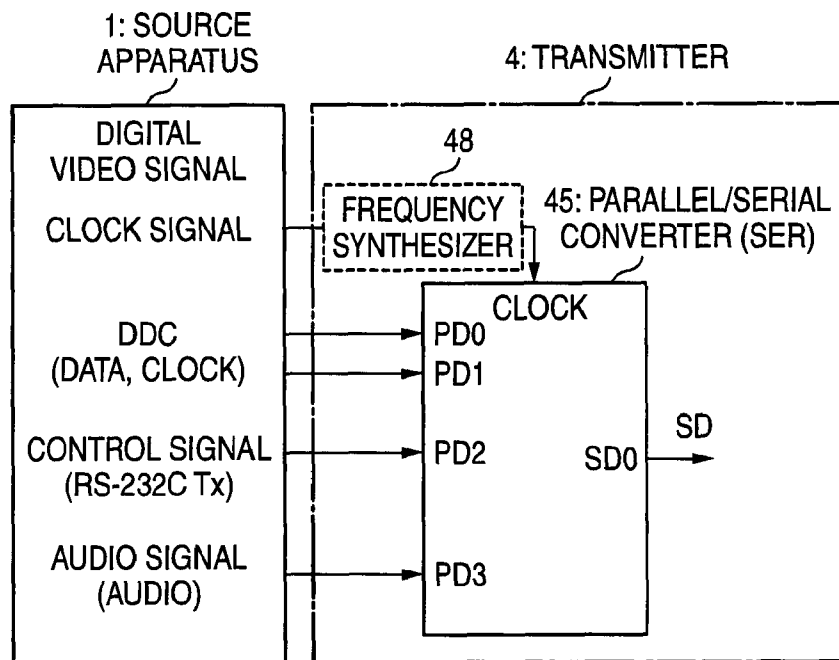 1: SOURCE
APPARATUS
4: TRANSMITTER
DIGITAL
VIDEO SIGNAL
48
CLOCK SIGNAL
FREQUENCY
SYNTHESIZER
45: PARALLEL/SERIAL
CONVERTER (SER)
CLOCK
DDC
(DATA, CLOCK)
PD0
PD1
CONTROL SIGNAL
(RS-232C Tx)
PD2
SD0
SD
AUDIO SIGNAL
(AUDIO)
PD3